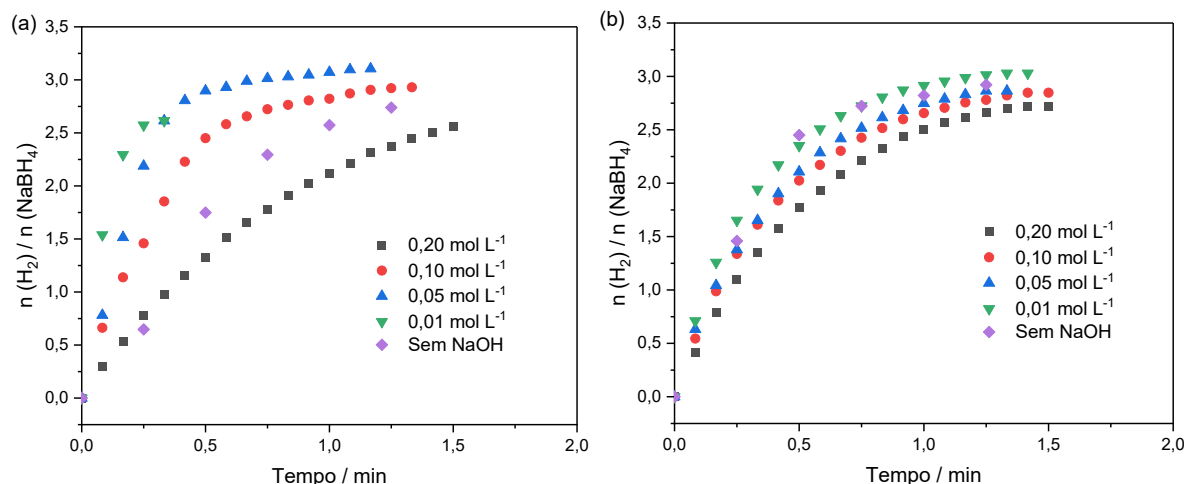 (a)
3,5
3,0
2,5
2,0
1,5
1,0
0,5
0,0
n (H₂) / n (NaBH₄)
0,20 mol L⁻¹
0,10 mol L⁻¹
0,05 mol L⁻¹
0,01 mol L⁻¹
Sem NaOH
0,0 0,5 1,0 1,5 2,0
Tempo / min
(b)
3,5
3,0
2,5
2,0
1,5
1,0
0,5
0,0
n (H₂) / n (NaBH₄)
0,20 mol L⁻¹
0,10 mol L⁻¹
0,05 mol L⁻¹
0,01 mol L⁻¹
Sem NaOH
0,0 0,5 1,0 1,5 2,0
Tempo / min